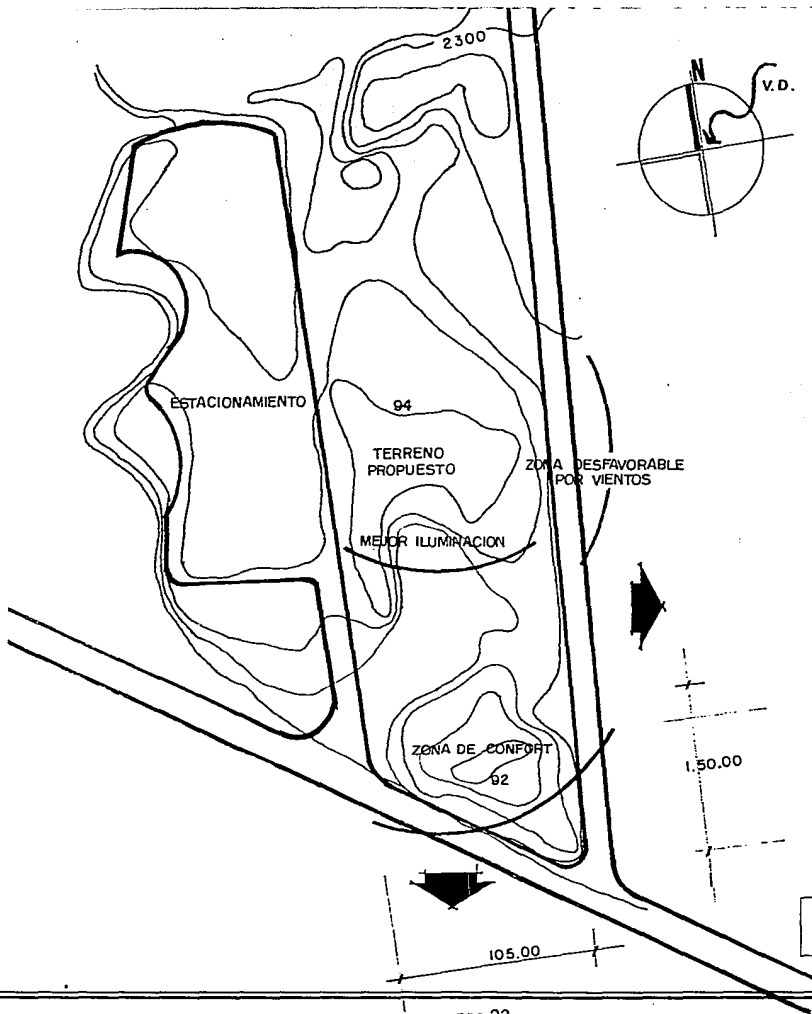 2300
N
V.D.
ESTACIONAMIENTO
94
TERRENO
PROPUESTO
ZONA DESFAVORABLE
POR VIENTOS
MEJOR ILUMINACION
ZONA DE CONFORT
92
1.50.00
105.00